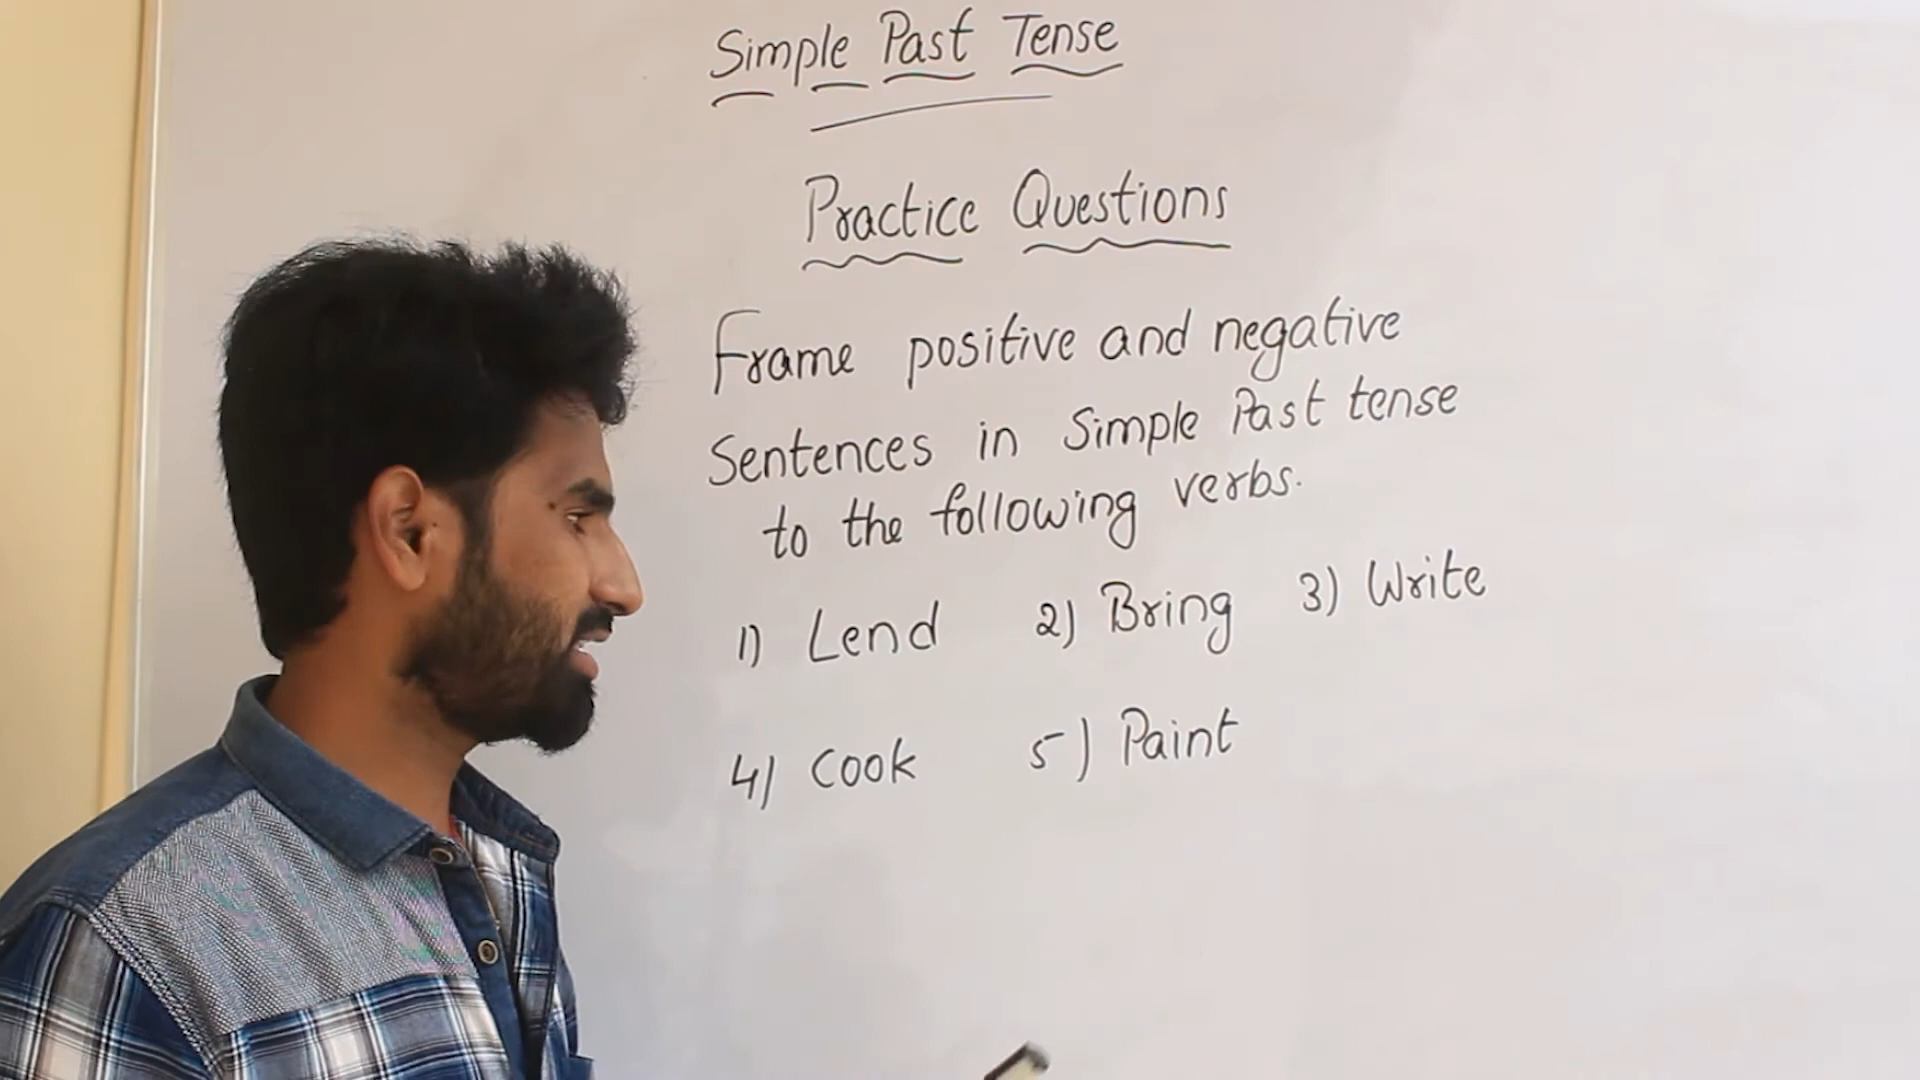 Simple Past Tense
Practice Questions
Frame positive and negative
Sentences in Simple Past tense
to the following verbs.
1) Lend 2) Bring 3) Write
4) Cook 5) Paint